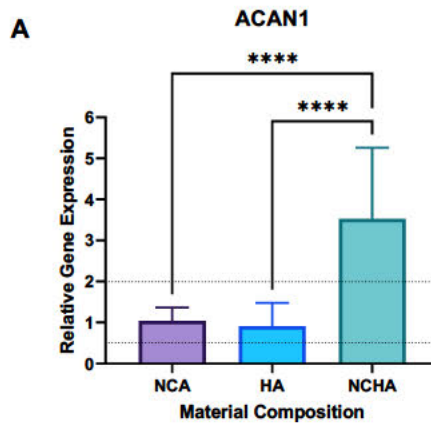 A
ACAN1
****
****
Relative Gene Expression
6
5
4
3
2
1
0
NCA HA NCHA
Material Composition